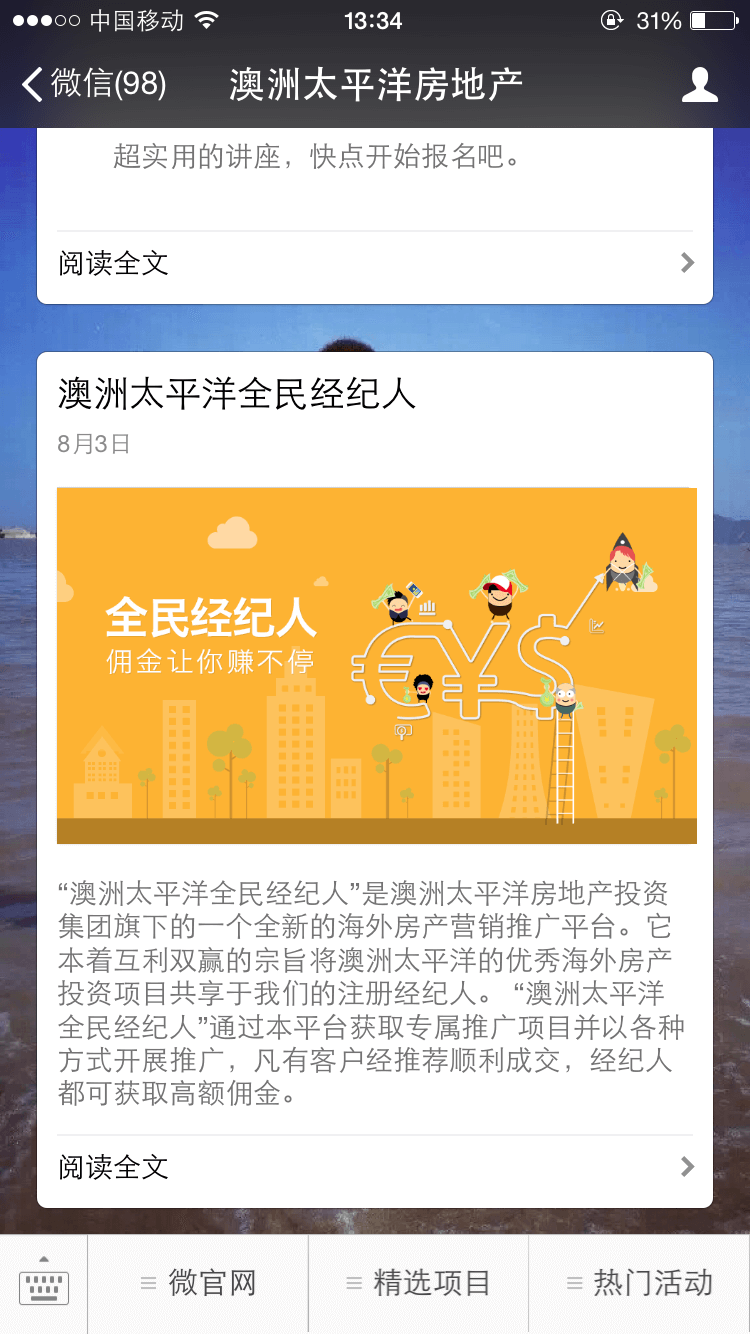 中国移动
13:34
31%
微信(98)
澳洲太平洋房地产
超实用的讲座，快点开始报名吧。
阅读全文
澳洲太平洋全民经纪人
8月3日
全民经纪人
佣金让你赚不停
€¥$
“澳洲太平洋全民经纪人”是澳洲太平洋房地产投资
集团旗下的一个全新的海外房产营销推广平台。它
本着互利双赢的宗旨将澳洲太平洋的优秀海外房产
投资项目共享于我们的注册经纪人。 “澳洲太平洋
全民经纪人”通过本平台获取专属推广项目并以各种
方式开展推广，凡有客户经推荐顺利成交，经纪人
都可获取高额佣金。
阅读全文
微官网
精选项目
热门活动